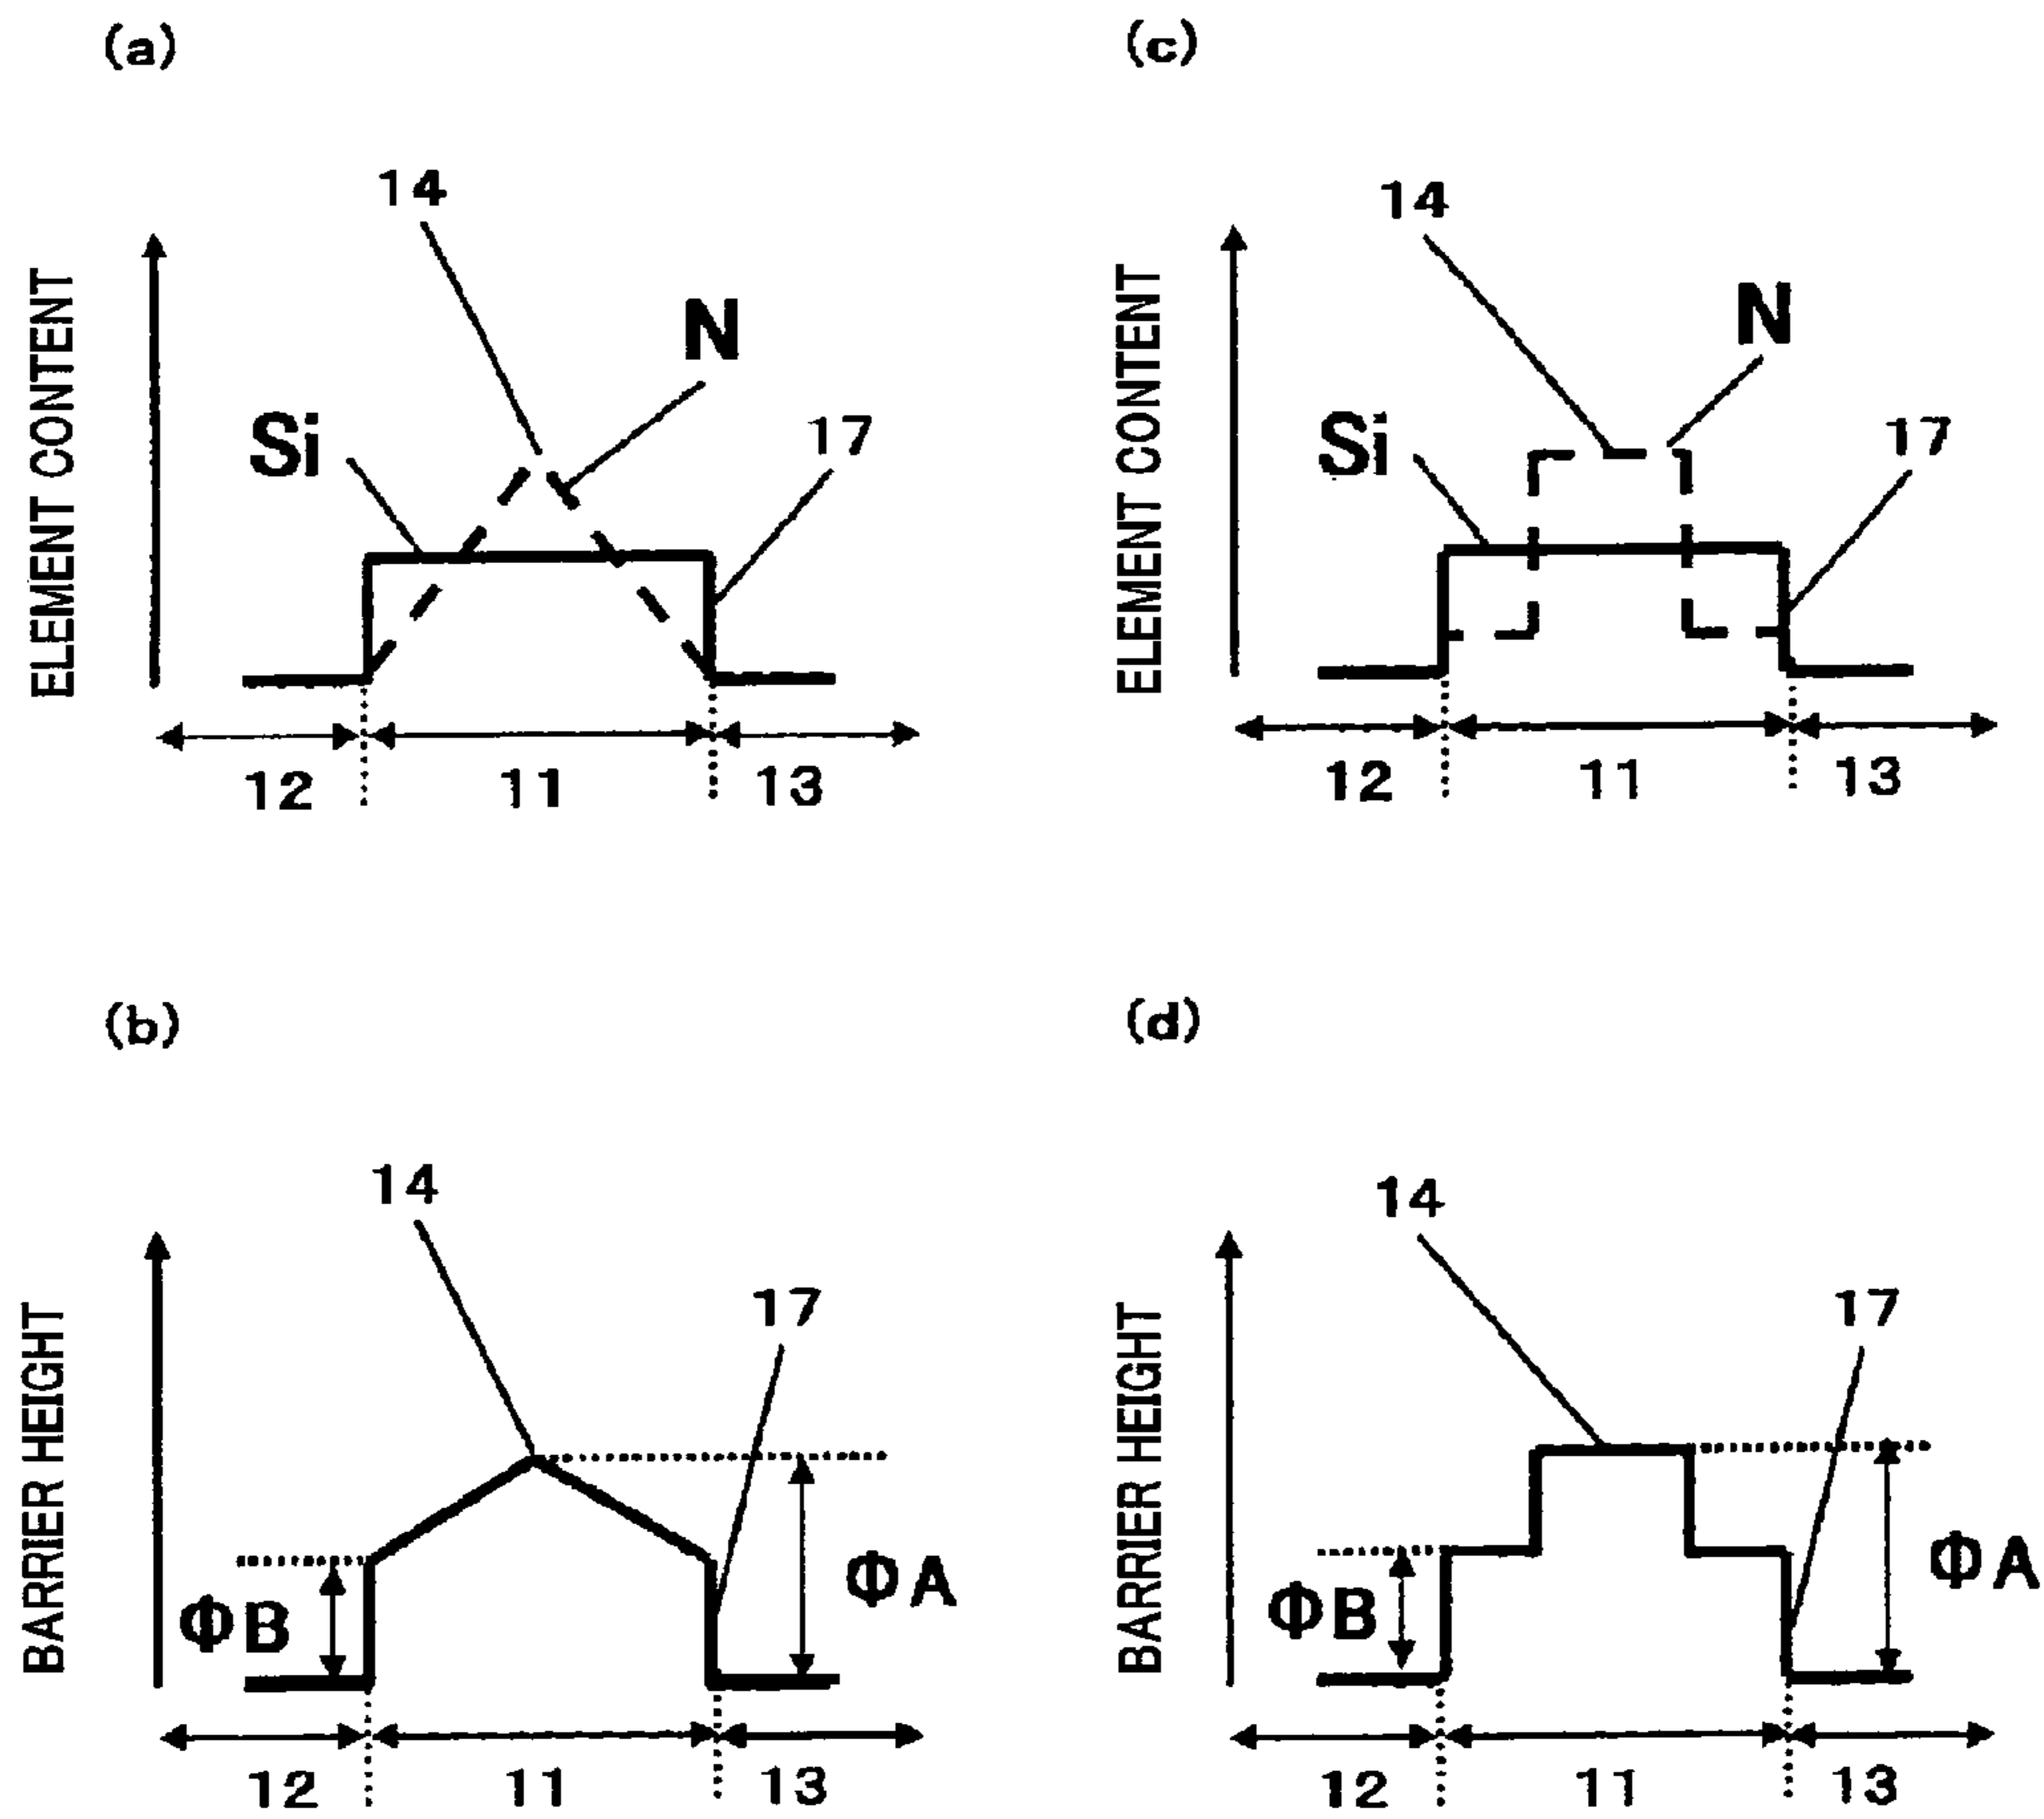 (a)
14
N
Si
17
ELEMENT CONTENT
12
11
13
(c)
14
N
Si
17
ELEMENT CONTENT
12
11
13
(b)
14
17
BARRIER HEIGHT
ΦB
ΦA
12
11
13
(d)
14
17
BARRIER HEIGHT
ΦB
ΦA
12
11
13